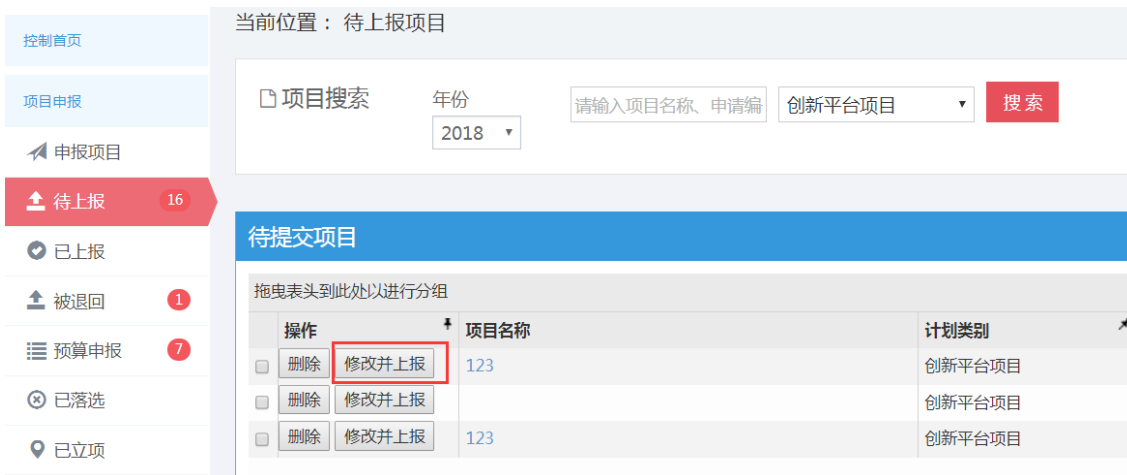 控制首页
项目申报
申报项目
待上报 16
已上报
被退回 1
预算申报 7
已落选
已立项
当前位置： 待上报项目
项目搜索 年份 请输入项目名称、申请编 创新平台项目 搜索
2018
待提交项目
拖曳表头到此处以进行分组
操作 项目名称 计划类别
删除 修改并上报 123 创新平台项目
删除 修改并上报 创新平台项目
删除 修改并上报 123 创新平台项目